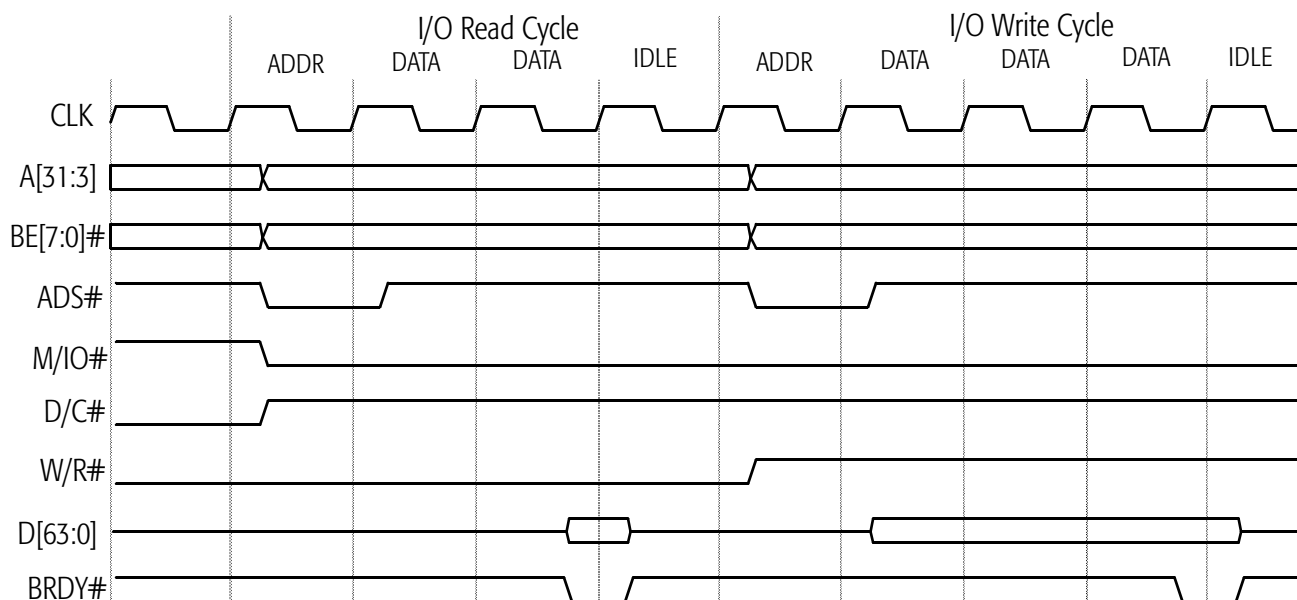 I/O Read Cycle I/O Write Cycle
ADDR DATA DATA IDLE ADDR DATA DATA DATA IDLE
CLK
A[31:3]
BE[7:0]#
ADS#
M/IO#
D/C#
W/R#
D[63:0]
BRDY#